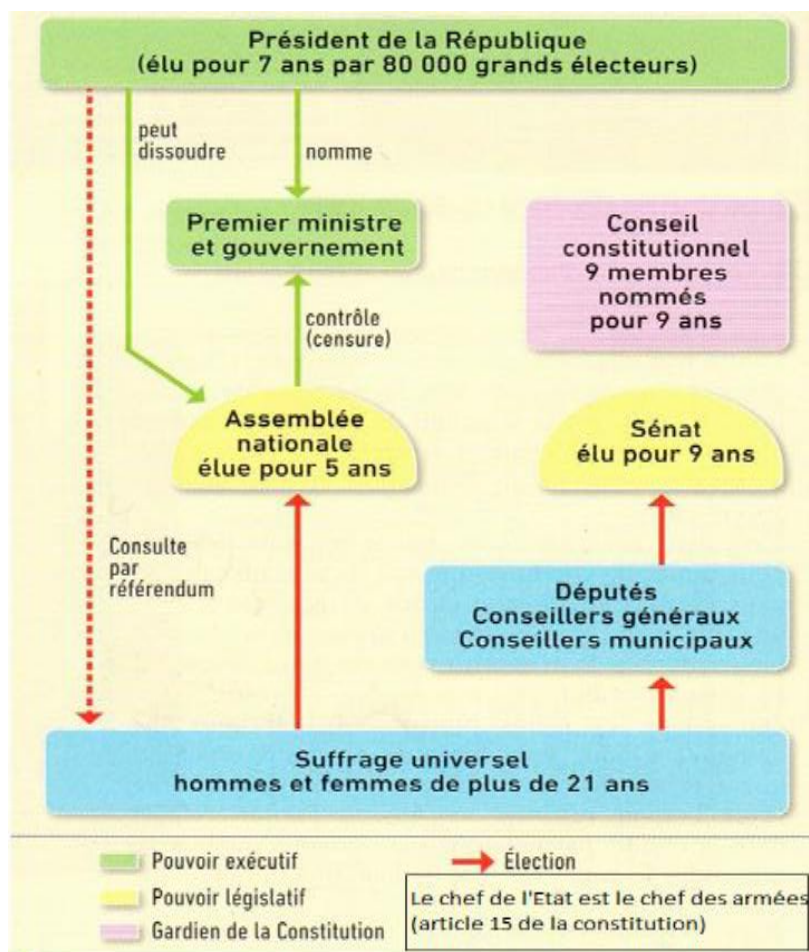 Président de la République
(élu pour 7 ans par 80 000 grands électeurs)
peut
dissoudre
nomme
Premier ministre
et gouvernement
Conseil
constitutionnel
9 membres
nommés
pour 9 ans
contrôle
(censure)
Assemblée
nationale
élue pour 5 ans
Sénat
élu pour 9 ans
Consulte
par
référendum
Députés
Conseillers généraux
Conseillers municipaux
Suffrage universel
hommes et femmes de plus de 21 ans
Pouvoir exécutif
Pouvoir législatif
Gardien de la Constitution
Élection
Le chef de l'Etat est le chef des armées
(article 15 de la constitution)